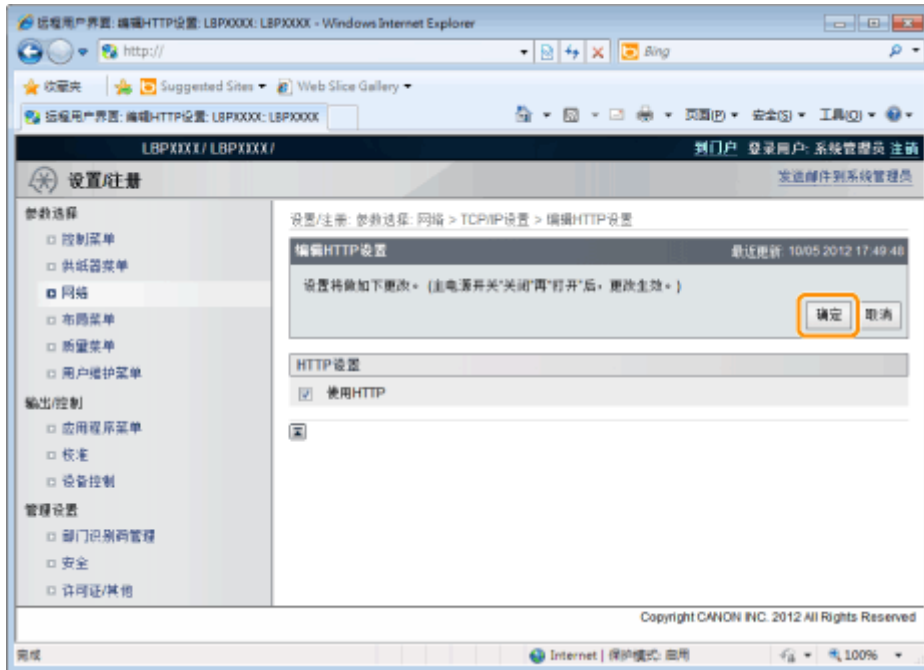 远程用户界面: 编辑HTTP设置: LBPXXXX: LBPXXXX - Windows Internet Explorer
http://
Bing
收藏夹 Suggested Sites Web Slice Gallery
远程用户界面: 编辑HTTP设置: LBPXXXX: LBPXXXX
页面(P) 安全(S) 工具(O)
LBPXXXX / LBPXXXX /
到门户 登录用户: 系统管理员 注销
设置/注册
发送邮件到系统管理员
参数选择
控制菜单
供纸器菜单
网络
布局菜单
质量菜单
用户维护菜单
输出/控制
应用程序菜单
校准
设备控制
管理设置
部门识别码管理
安全
许可证/其他
设置/注册: 参数选择: 网络 > TCP/IP设置 > 编辑HTTP设置
编辑HTTP设置
最近更新: 10/05 2012 17:49:48
设置将做如下更改。 (主电源开关"关闭"再"打开"后，更改生效。)
确定 取消
HTTP设置
使用HTTP
Copyright CANON INC. 2012 All Rights Reserved
完成
Internet | 保护模式: 启用
100%